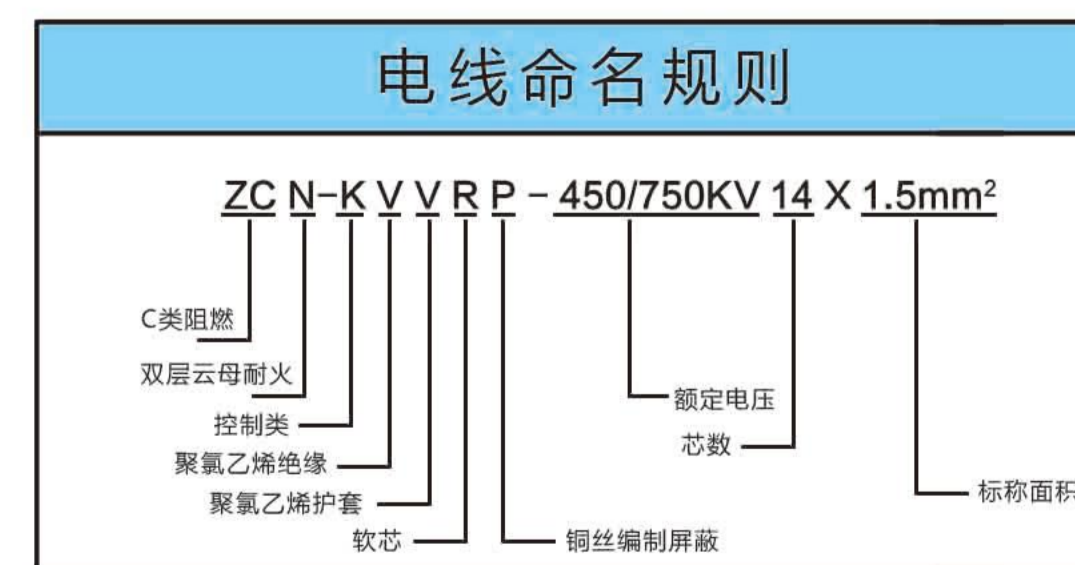 电线命名规则
ZC N-K V V R P - 450/750KV 14 X 1.5mm²
C类阻燃
双层云母耐火
控制类
聚氯乙烯绝缘
聚氯乙烯护套
软芯
铜丝编制屏蔽
额定电压
芯数
标称面积